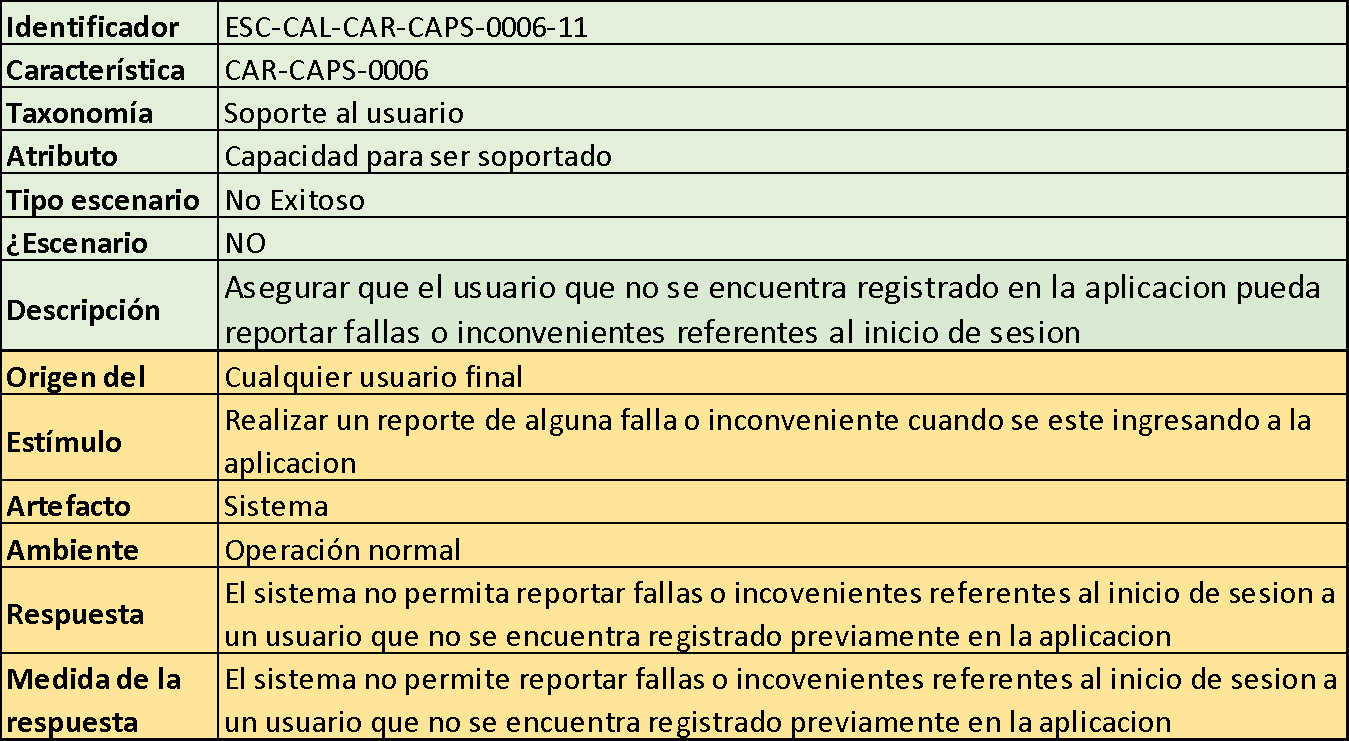 Identificador ESC-CAL-CAR-CAPS-0006-11
Característica CAR-CAPS-0006
Taxonomía Soporte al usuario
Atributo Capacidad para ser soportado
Tipo escenario No Exitoso
¿Escenario NO
Descripción Asegurar que el usuario que no se encuentra registrado en la aplicacion pueda
reportar fallas o inconvenientes referentes al inicio de sesion
Origen del Cualquier usuario final
Estímulo Realizar un reporte de alguna falla o inconveniente cuando se este ingresando a la
aplicacion
Artefacto Sistema
Ambiente Operación normal
Respuesta El sistema no permita reportar fallas o incovenientes referentes al inicio de sesion a
un usuario que no se encuentra registrado previamente en la aplicacion
Medida de la El sistema no permite reportar fallas o incovenientes referentes al inicio de sesion a
respuesta un usuario que no se encuentra registrado previamente en la aplicacion